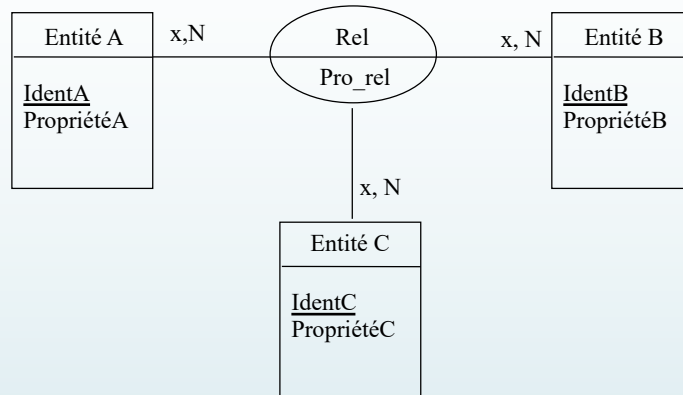 Entité A
x,N
Rel
x, N
Entité B
Pro_rel
IdentA
PropriétéA
IdentB
PropriétéB
x, N
Entité C
IdentC
PropriétéC